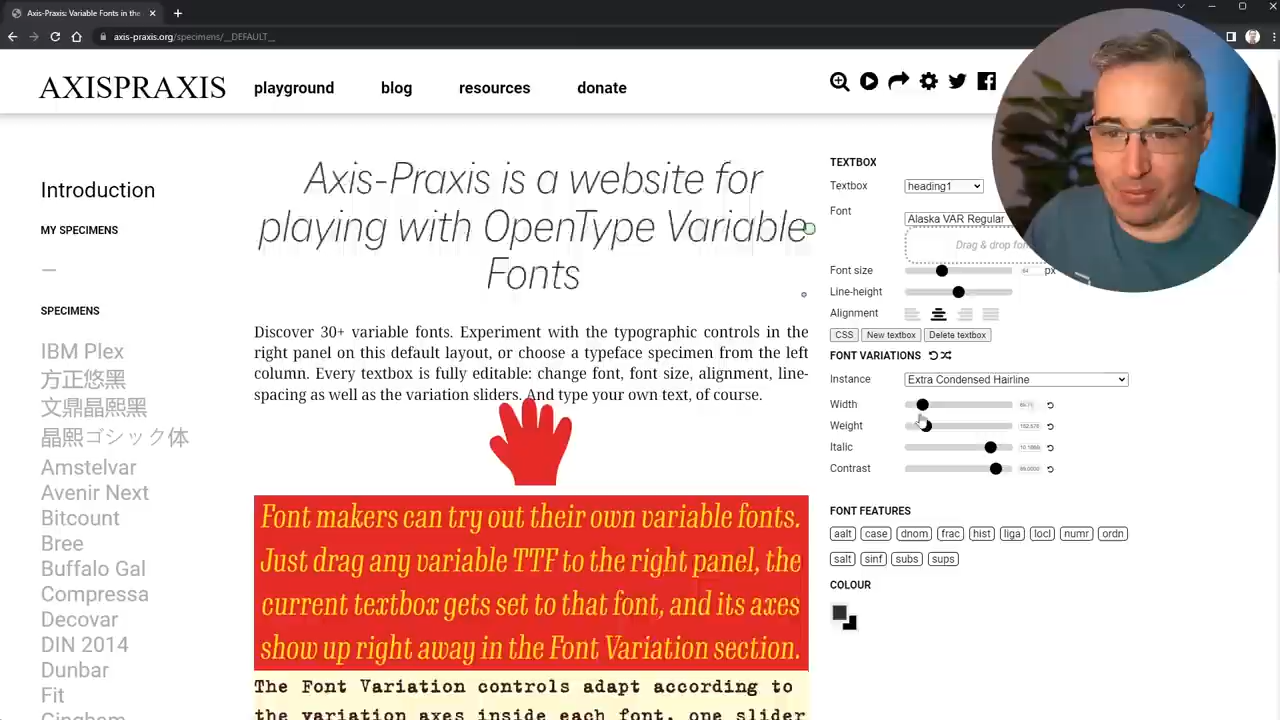 Axis-Praxis: Variable Fonts in the
axis-praxis.org/specimens/__DEFAULT__
AXISPRAXIS
playground
blog
resources
donate
Introduction
MY SPECIMENS
—
SPECIMENS
IBM Plex
方正悠黑
文鼎晶熙黑
晶熙ゴシック体
Amstelvar
Avenir Next
Bitcount
Bree
Buffalo Gal
Compressa
Decovar
DIN 2014
Dunbar
Fit
Gingham
Axis-Praxis is a website for
playing with OpenType Variable
Fonts
Discover 30+ variable fonts. Experiment with the typographic controls in the
right panel on this default layout, or choose a typeface specimen from the left
column. Every textbox is fully editable: change font, font size, alignment, line-
spacing as well as the variation sliders. And type your own text, of course.
Font makers can try out their own variable fonts.
Just drag any variable TTF to the right panel, the
current textbox gets set to that font, and its axes
show up right away in the Font Variation section.
The Font Variation controls adapt according to
the variation axes inside each font, one slider
TEXTBOX
Textbox heading1
Font
Alaska VAR Regular
Drag & drop fon
Font size 64 px
Line-height
Alignment
CSS New textbox Delete textbox
FONT VARIATIONS
Instance Extra Condensed Hairline
Width
Weight
Italic
Contrast
FONT FEATURES
aalt case dnom frac hist liga locl numr ordn
salt sinf subs sups
COLOUR